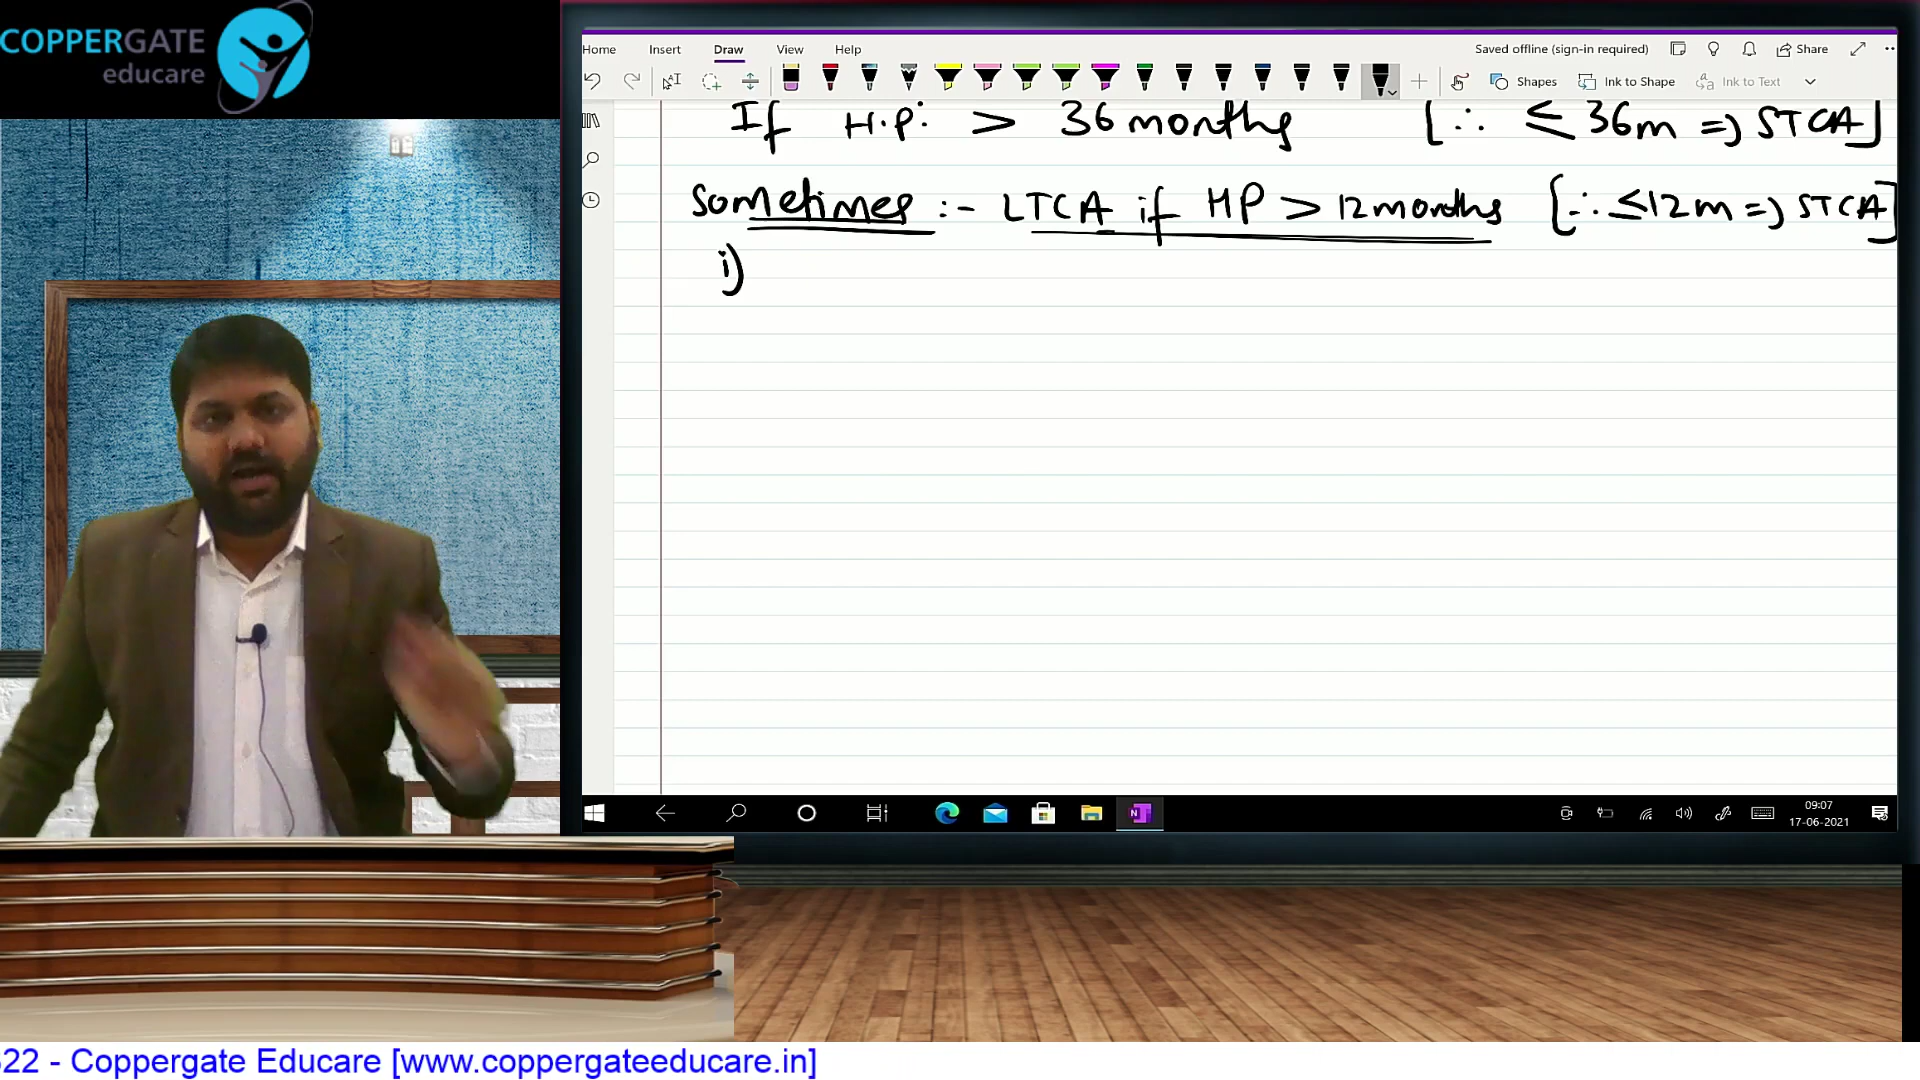 COPPERGATE
educare
Home Insert Draw View Help
Saved offline (sign-in required) Share
Shapes Ink to Shape Ink to Text
If H.P. > 36 months [∴ ≤ 36m => STCA]
Sometimes :- LTCA if HP > 12 months [∴ ≤ 12m => STCA]
i)
09:07
17-06-2021
22 - Coppergate Educare [www.coppergateeducare.in]